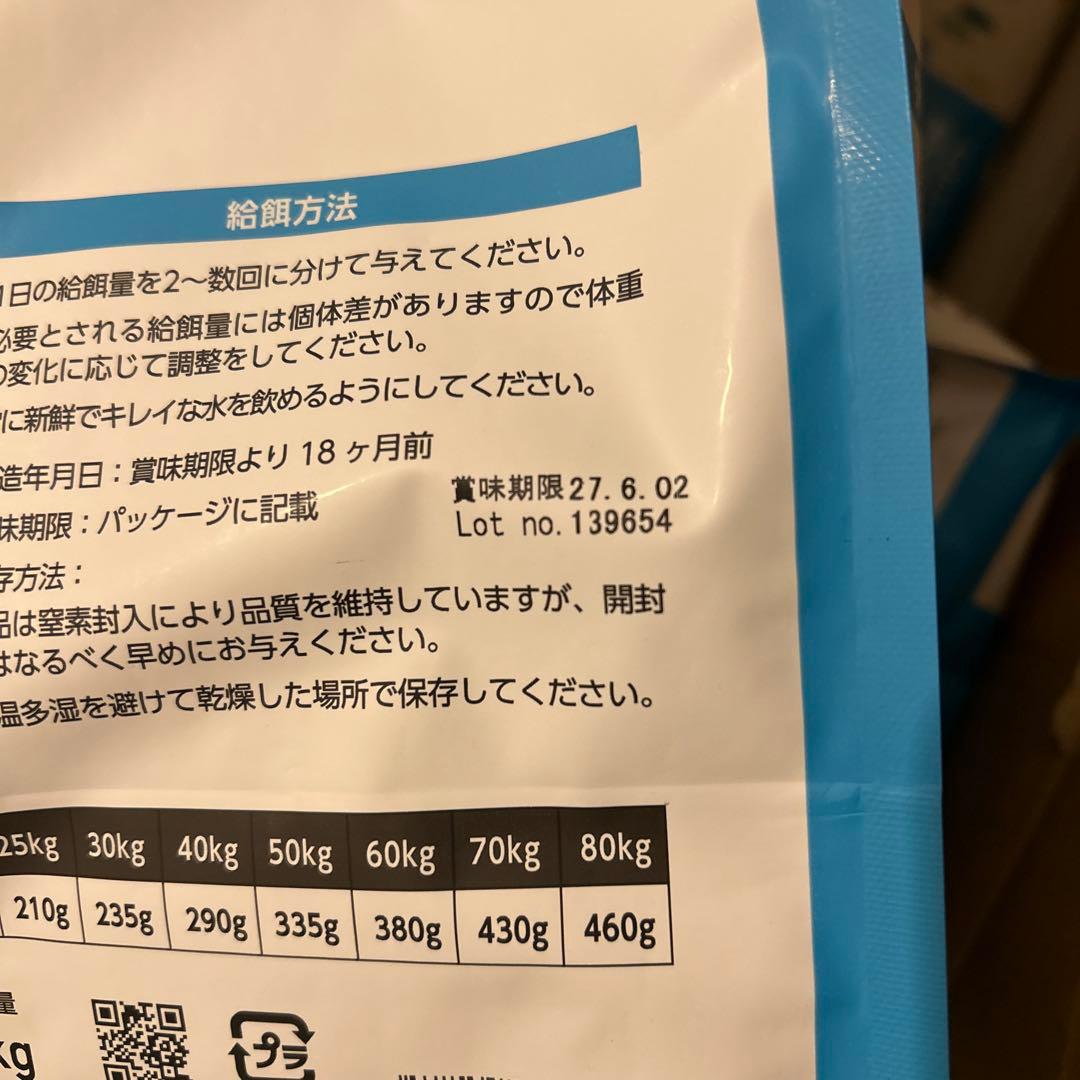 給餌方法
1日の給餌量を2〜数回に分けて与えてください。
必要とされる給餌量には個体差がありますので体重
の変化に応じて調整をしてください。
に新鮮でキレイな水を飲めるようにしてください。
造年月日：賞味期限より 18 ヶ月前
味期限：パッケージに記載
賞味期限27.6.02
Lot no.139654
存方法：
品は窒素封入により品質を維持していますが、開封
はなるべく早めにお与えください。
温多湿を避けて乾燥した場所で保存してください。
25kg 30kg 40kg 50kg 60kg 70kg 80kg
210g 235g 290g 335g 380g 430g 460g
量
kg
プラ